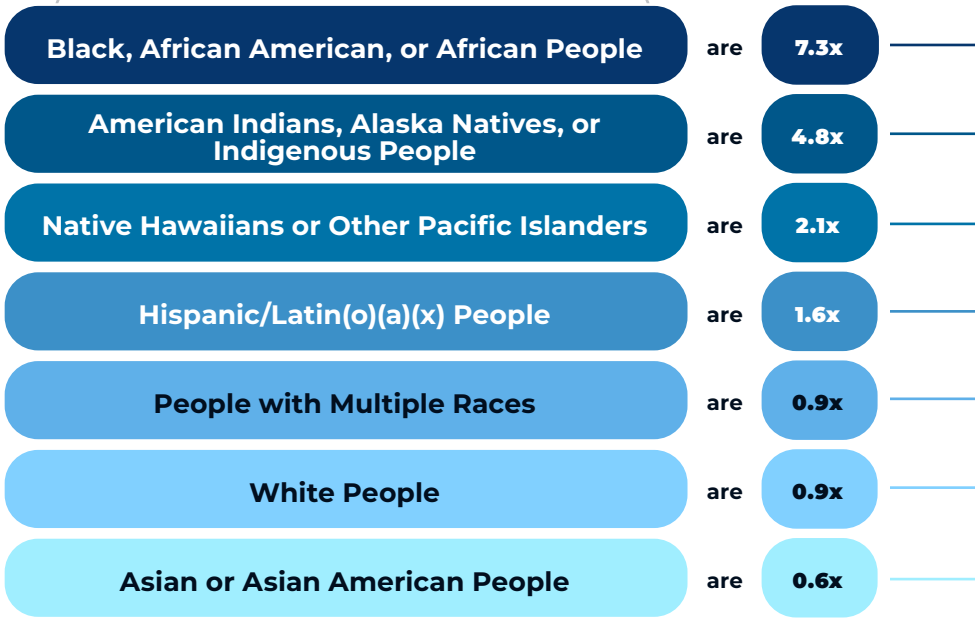 Black, African American, or African People are 7.3x
American Indians, Alaska Natives, or
Indigenous People are 4.8x
Native Hawaiians or Other Pacific Islanders are 2.1x
Hispanic/Latin(o)(a)(x) People are 1.6x
People with Multiple Races are 0.9x
White People are 0.9x
Asian or Asian American People are 0.6x